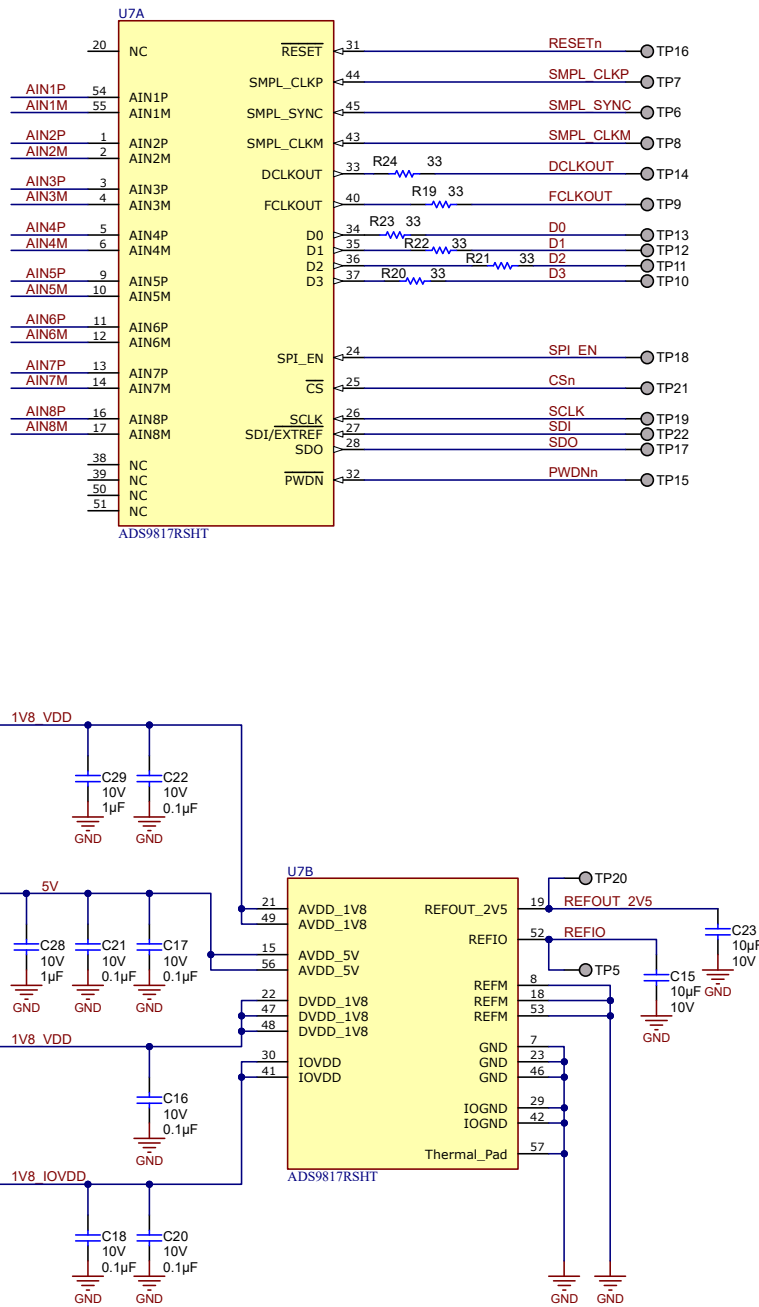 U7A
20 NC RESET 31 RESETn TP16
SMPL_CLKP 44 SMPL_CLKP TP7
AIN1P 54 AIN1P
AIN1M 55 AIN1M SMPL_SYNC 45 SMPL_SYNC TP6
AIN2P 1 AIN2P SMPL_CLKM 43 SMPL_CLKM TP8
AIN2M 2 AIN2M
DCLKOUT 33 R24 33 DCLKOUT TP14
AIN3P 3 AIN3P
AIN3M 4 AIN3M FCLKOUT 40 R19 33 FCLKOUT TP9
AIN4P 5 AIN4P D0 34 R23 33 D0 TP13
AIN4M 6 AIN4M D1 35 R22 33 D1 TP12
D2 36 R21 33 D2 TP11
AIN5P 9 AIN5P D3 37 R20 33 D3 TP10
AIN5M 10 AIN5M
AIN6P 11 AIN6P
AIN6M 12 AIN6M
SPI_EN 24 SPI_EN TP18
AIN7P 13 AIN7P
AIN7M 14 AIN7M CS 25 CSn TP21
AIN8P 16 AIN8P SCLK 26 SCLK TP19
AIN8M 17 AIN8M SDI/EXTREF 27 SDI TP22
SDO 28 SDO TP17
38 NC
39 NC PWDN 32 PWDNn TP15
50 NC
51 NC
ADS9817RSHT
1V8_VDD
C29 C22
10V 10V
1µF 0.1µF
GND GND
U7B
TP20
5V
21 AVDD_1V8 REFOUT_2V5 19 REFOUT_2V5
49 AVDD_1V8
C23
10µF
10V
GND
REFIO 52 REFIO
C28 C21 C17
10V 10V 10V
1µF 0.1µF 0.1µF
GND GND GND
15 AVDD_5V
56 AVDD_5V
TP5
C15
10µF
10V
GND
REFM 8
22 DVDD_1V8 REFM 18
47 DVDD_1V8 REFM 53
48 DVDD_1V8
1V8_VDD
GND 7
30 IOVDD GND 23
41 IOVDD GND 46
C16
10V
0.1µF
GND
IOGND 29
IOGND 42
Thermal_Pad 57
ADS9817RSHT
1V8_IOVDD
C18 C20
10V 10V
0.1µF 0.1µF
GND GND GND GND